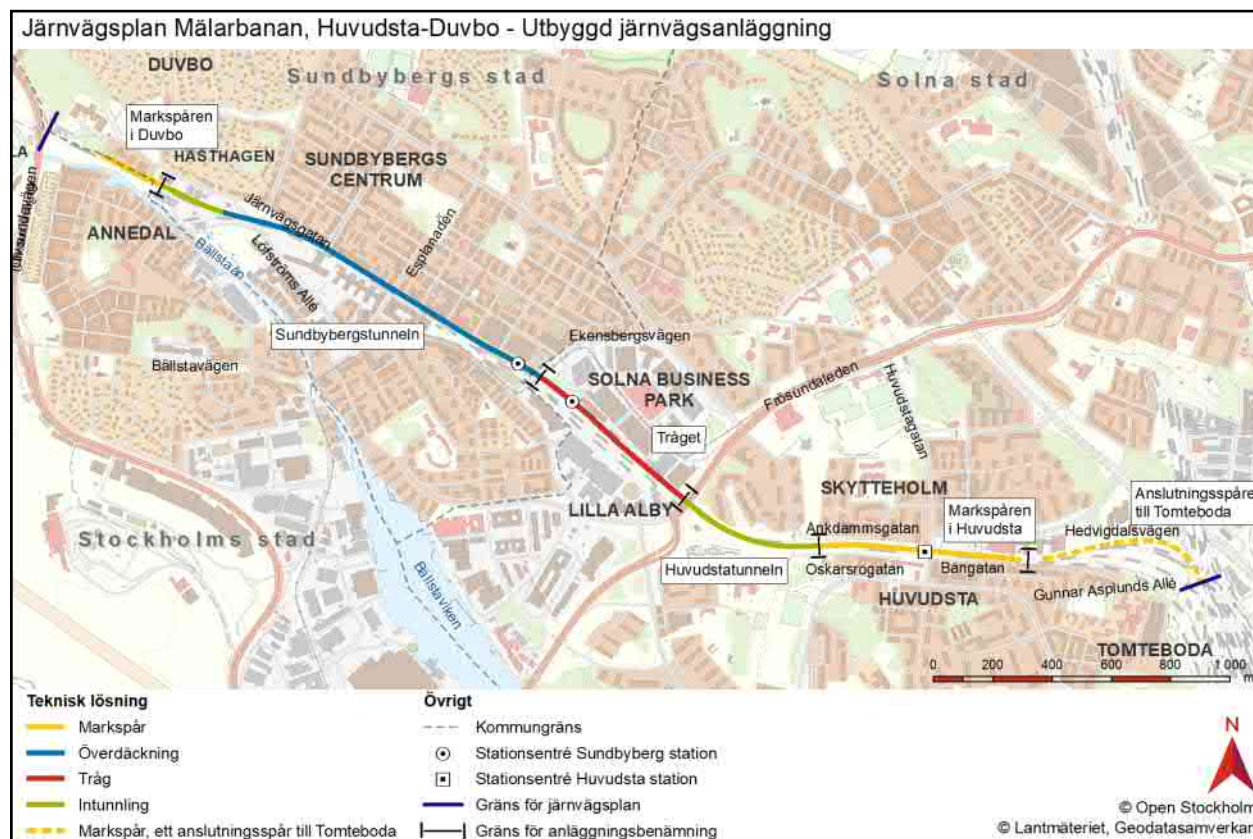 Järnvägsplan Mälarbanan, Huvudsta-Duvbo - Utbyggd järnvägsanläggning
DUVBO
Sundbybergs stad
Solna stad
Markspåren
i Duvbo
LA
HÄSTHAGEN
SUNDBYBERGS
CENTRUM
Järnvägsgatan
ANNEDAL
Bällstaån
Löfströms Allé
Esplanaden
Sundbybergstunneln
Ekensbergsvägen
Bällstavägen
SOLNA BUSINESS
PARK
Frösundaleden
Huvudstagatan
Tråget
SKYTTEHOLM
Markspåren
i Huvudsta
Anslutningsspåre
till Tomteboda
LILLA ALBY
Ankdammsgatan
Hedvigdalsvägen
Stockholms stad
Huvudstatunneln
Oskarsrogatan
Bangatan
Gunnar Asplunds Allé
HUVUDSTA
Bällstaviken
TOMTEBODA
0 200 400 600 800 1 000
m
Teknisk lösning
Markspår
Överdäckning
Tråg
Intunnling
Markspår, ett anslutningsspår till Tomteboda
Övrigt
Kommungräns
Stationsentré Sundbyberg station
Stationsentré Huvudsta station
Gräns för järnvägsplan
Gräns för anläggningsbenämning
N
© Open Stockholm
© Lantmäteriet, Geodatasamverkan